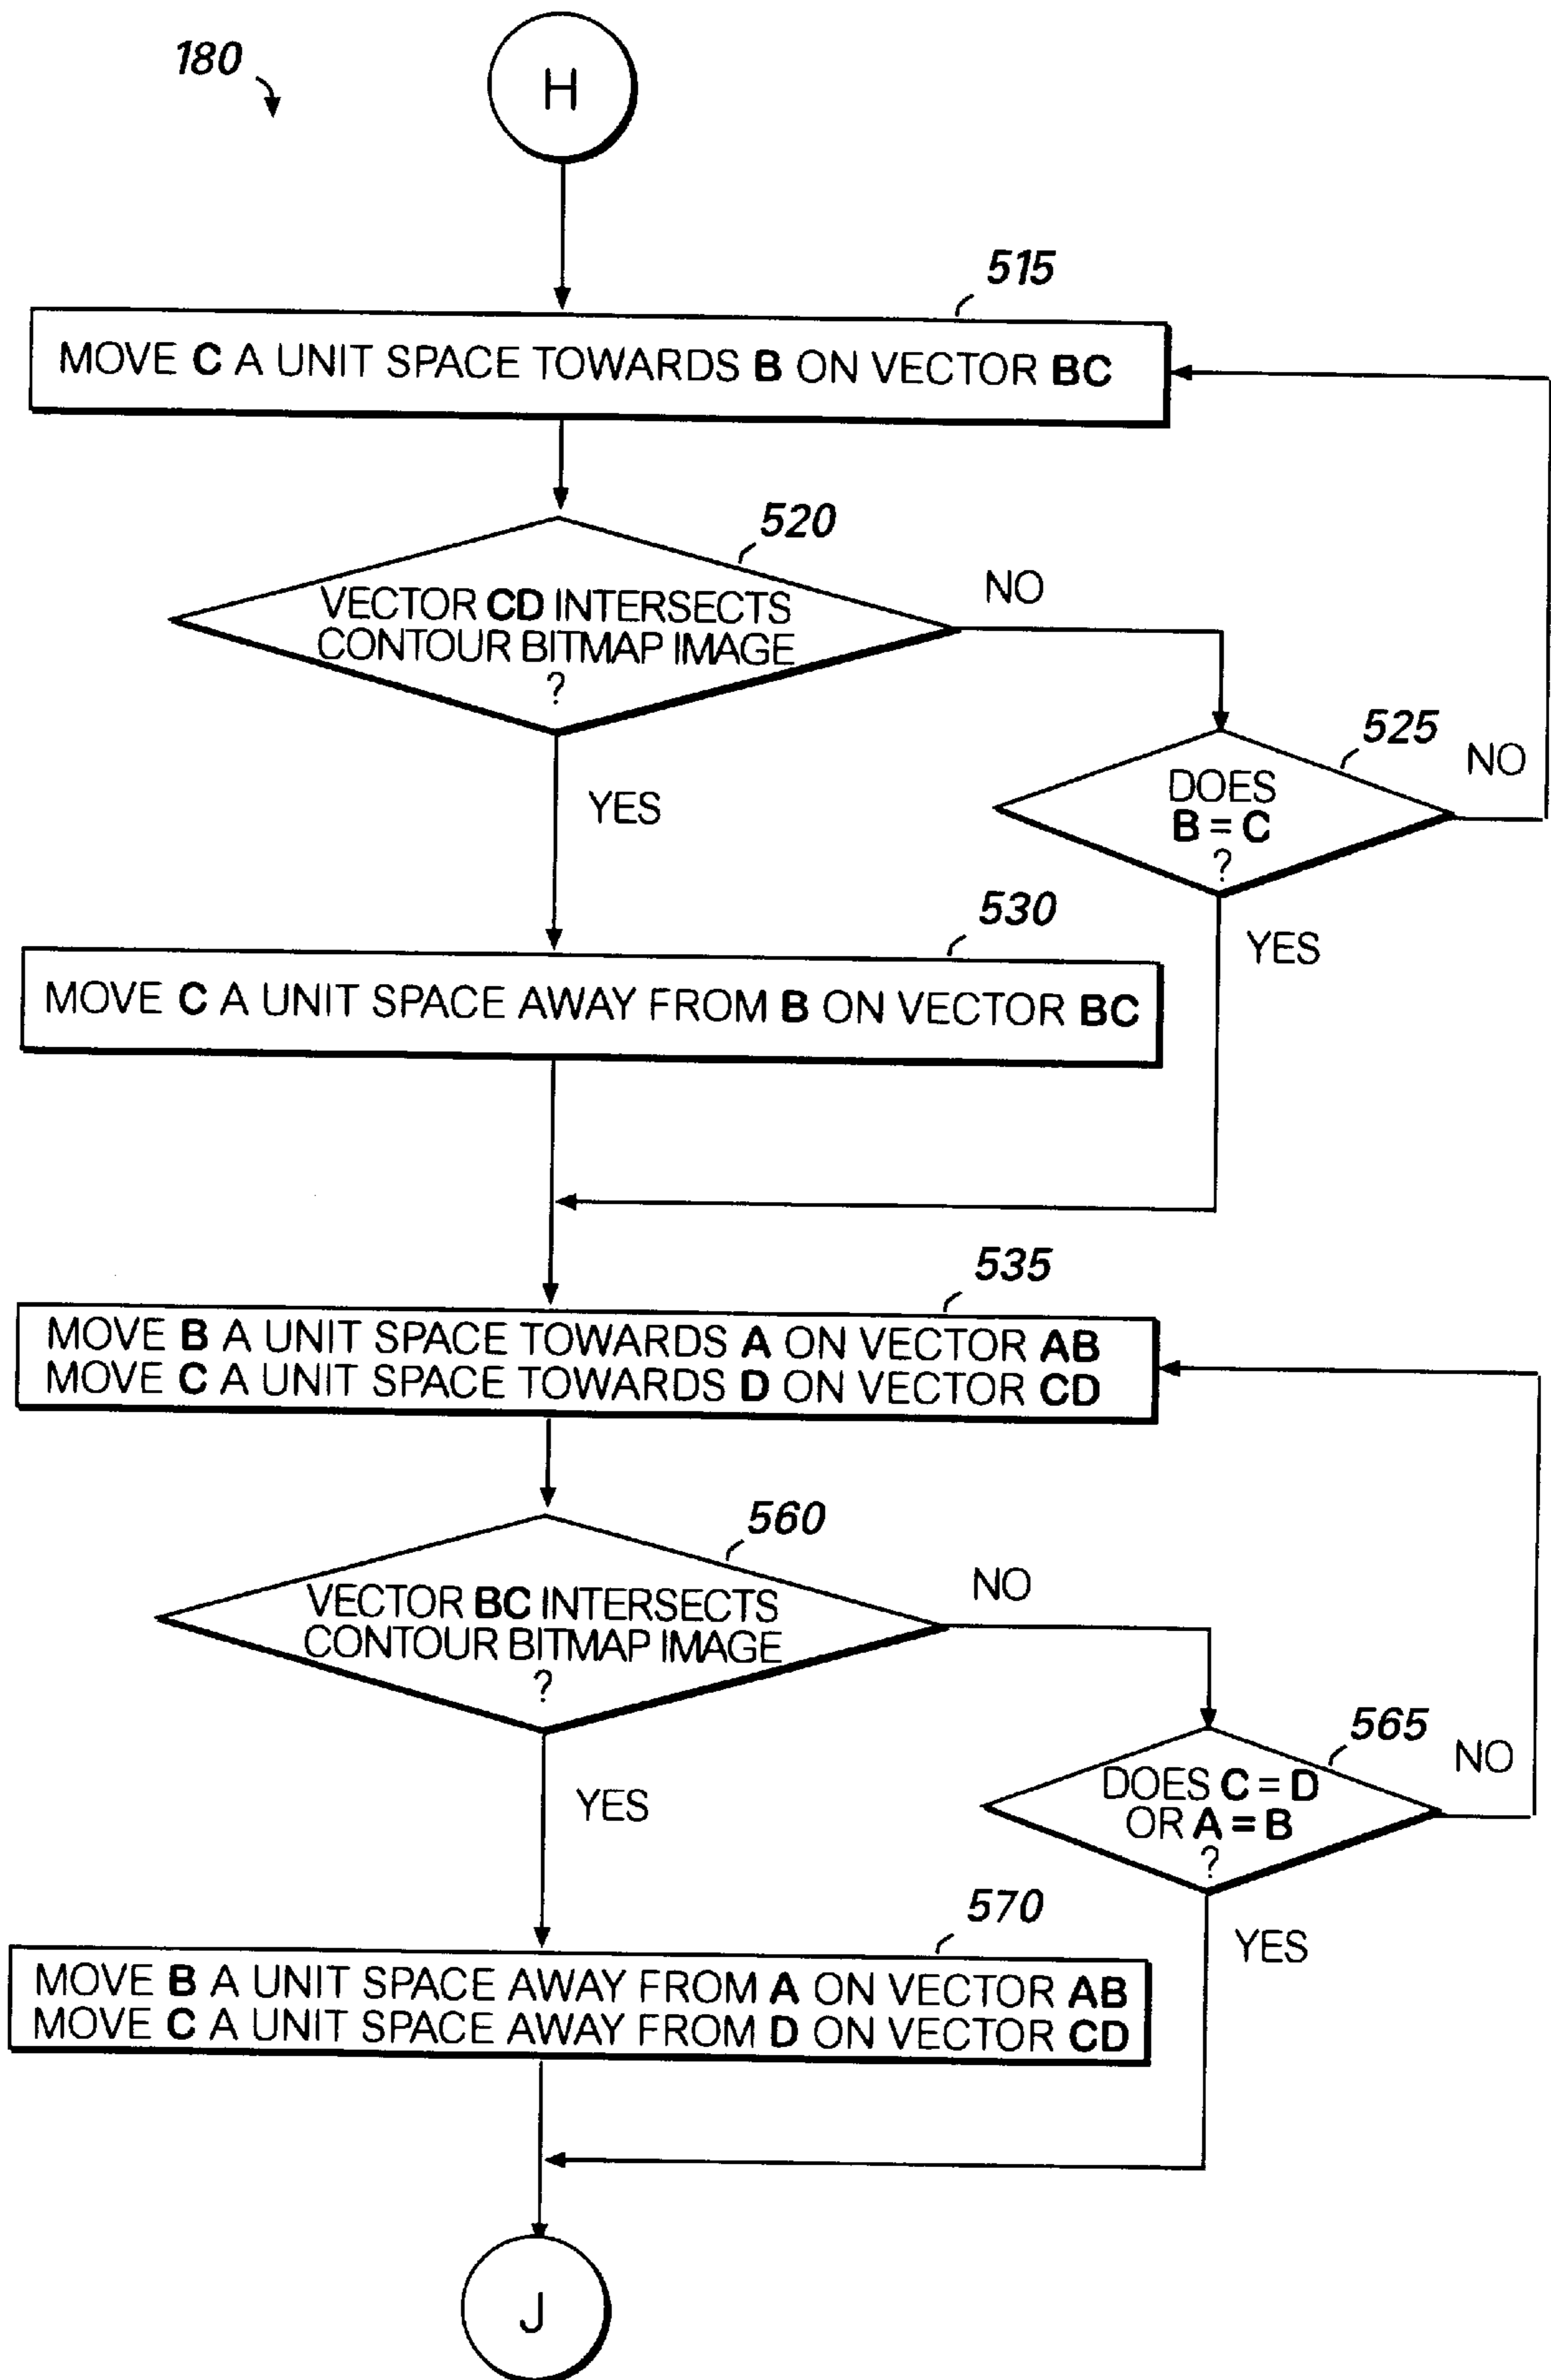 180
H
515
MOVE C A UNIT SPACE TOWARDS B ON VECTOR BC
520
VECTOR CD INTERSECTS
CONTOUR BITMAP IMAGE
?
NO
525
DOES
B = C
?
NO
YES
YES
530
MOVE C A UNIT SPACE AWAY FROM B ON VECTOR BC
535
MOVE B A UNIT SPACE TOWARDS A ON VECTOR AB
MOVE C A UNIT SPACE TOWARDS D ON VECTOR CD
560
VECTOR BC INTERSECTS
CONTOUR BITMAP IMAGE
?
NO
565
DOES C = D
OR A = B
?
NO
YES
YES
570
MOVE B A UNIT SPACE AWAY FROM A ON VECTOR AB
MOVE C A UNIT SPACE AWAY FROM D ON VECTOR CD
J